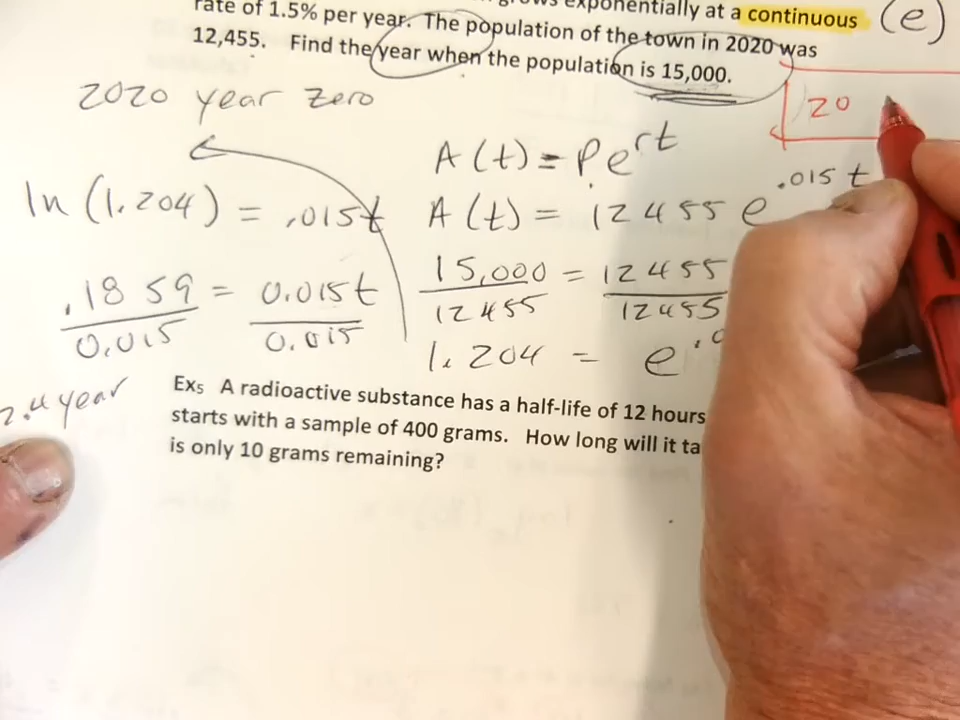 rate of 1.5% per year. The population of the town in 2020 was
exponentially at a continuous (e)
12,455. Find the year when the population is 15,000.
2020 year zero
20
A(t) = Pe^rt
ln (1.204) = .015t
A(t) = 12455 e^.015t
.1859 / 0.015 = 0.015t / 0.015
15,000 / 12455 = 12455 / 12455
1.204 = e
.4 year
Ex5 A radioactive substance has a half-life of 12 hours
starts with a sample of 400 grams. How long will it ta
is only 10 grams remaining?